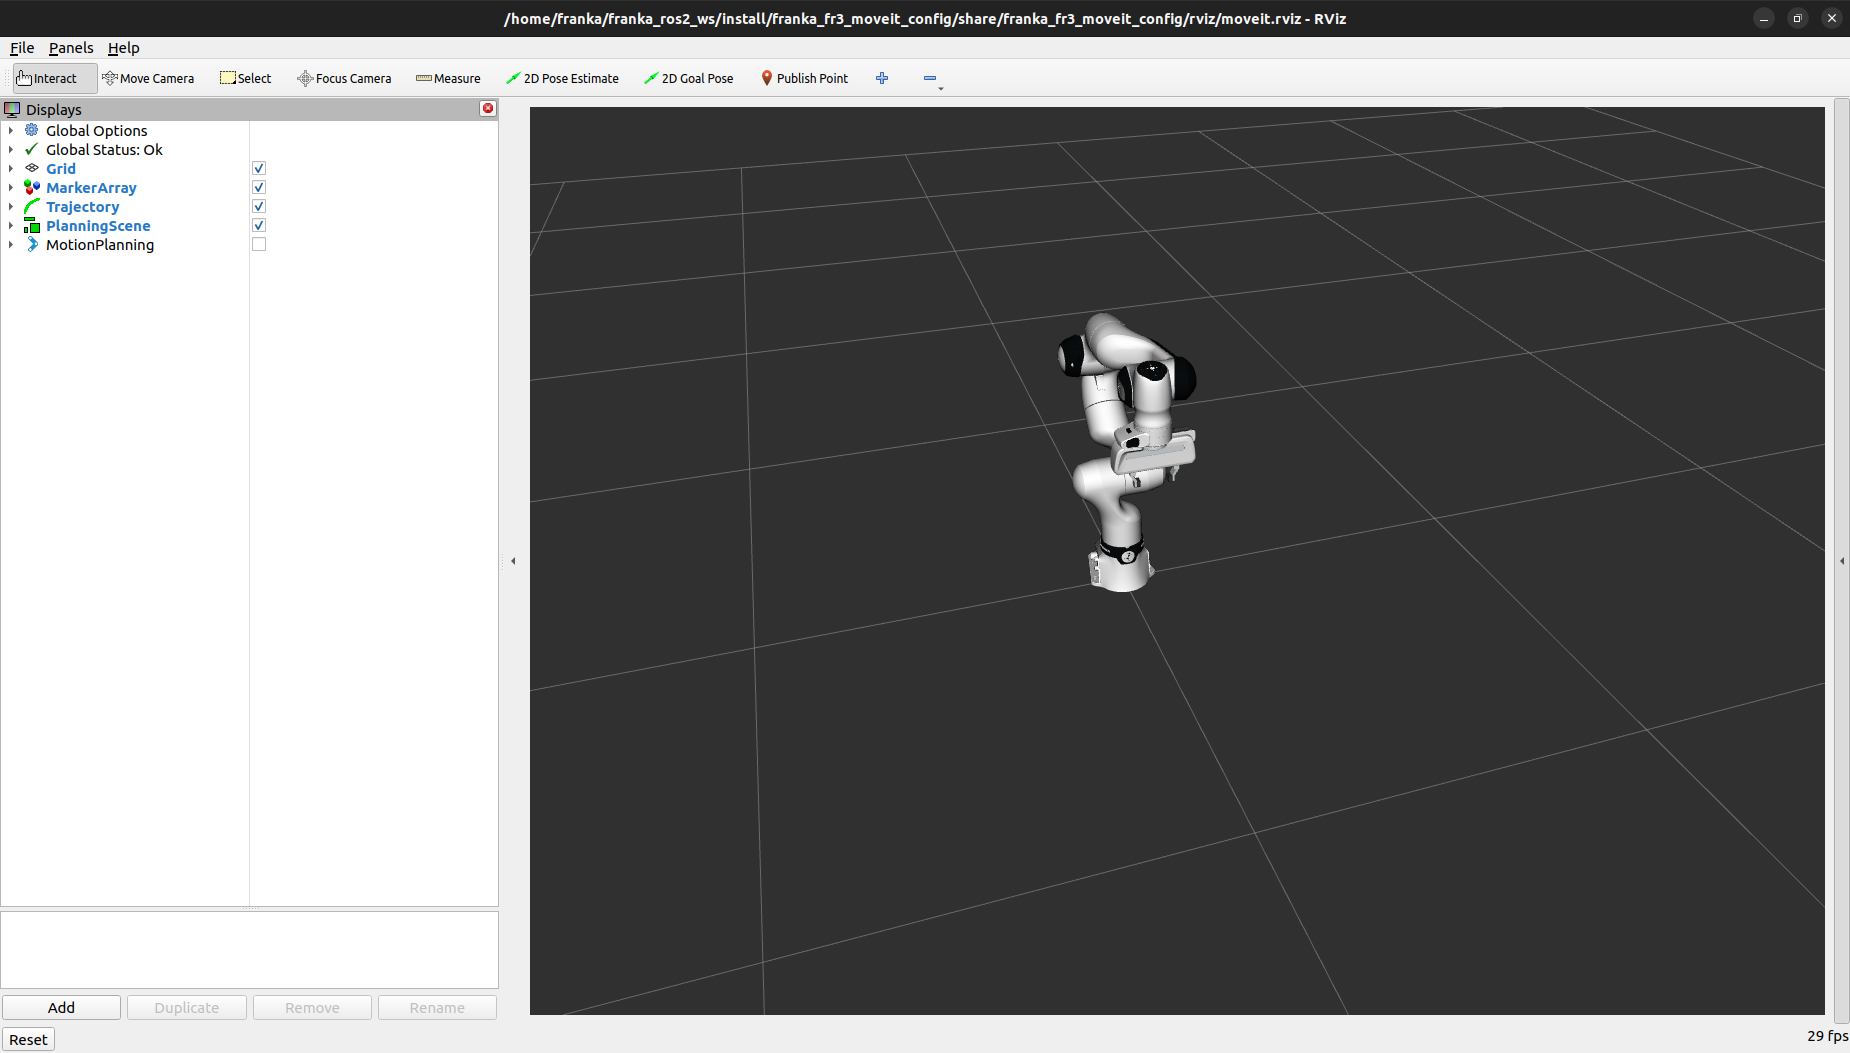 /home/franka/franka_ros2_ws/install/franka_fr3_moveit_config/share/franka_fr3_moveit_config/rviz/moveit.rviz - RViz
File Panels Help
Interact Move Camera Select Focus Camera Measure 2D Pose Estimate 2D Goal Pose Publish Point
Displays
Global Options
Global Status: Ok
Grid
MarkerArray
Trajectory
PlanningScene
MotionPlanning
Add Duplicate Remove Rename
Reset
29 fps